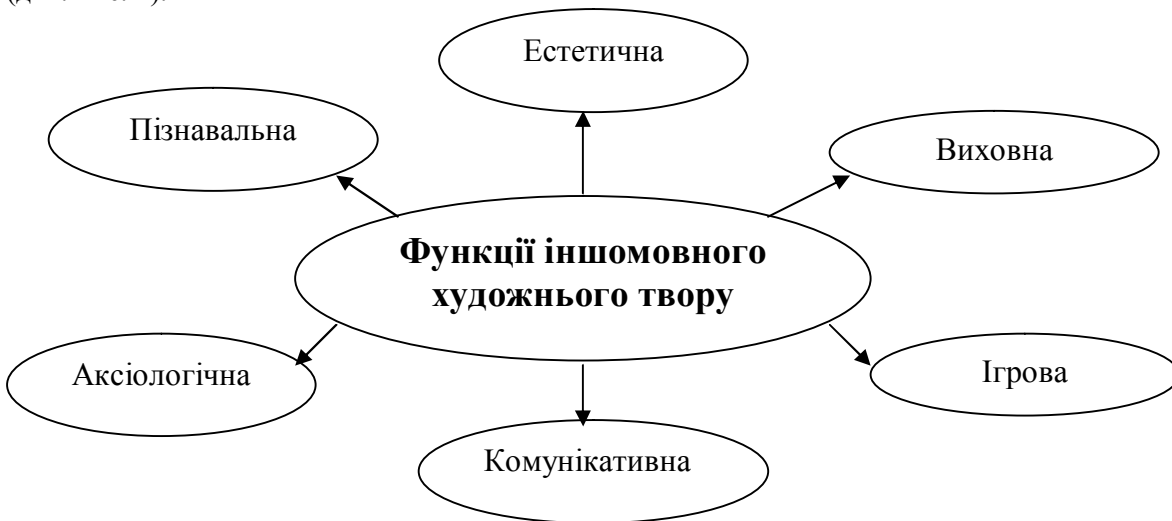 Естетична
Пізнавальна
Виховна
Функції іншомовного
художнього твору
Аксіологічна
Ігрова
Комунікативна